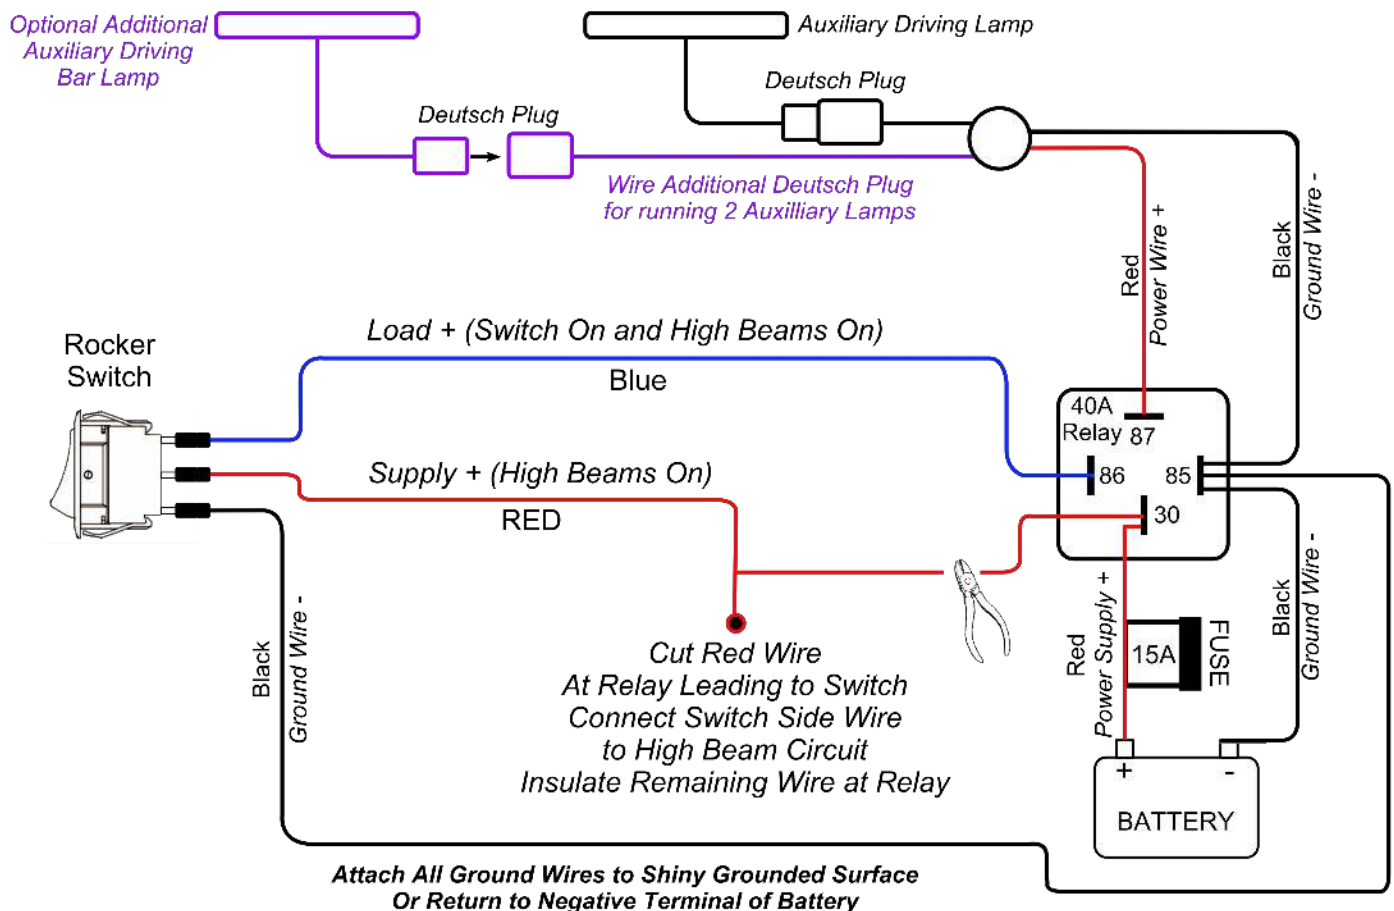 Optional Additional
Auxiliary Driving
Bar Lamp
Auxiliary Driving Lamp
Deutsch Plug
Deutsch Plug
Wire Additional Deutsch Plug
for running 2 Auxilliary Lamps
Red
Power Wire +
Black
Ground Wire -
Rocker
Switch
Load + (Switch On and High Beams On)
Blue
Supply + (High Beams On)
RED
40A
Relay
87
86
85
30
Black
Ground Wire -
Cut Red Wire
At Relay Leading to Switch
Connect Switch Side Wire
to High Beam Circuit
Insulate Remaining Wire at Relay
Red
Power Supply +
15A
FUSE
Black
Ground Wire -
+ -
BATTERY
Attach All Ground Wires to Shiny Grounded Surface
Or Return to Negative Terminal of Battery